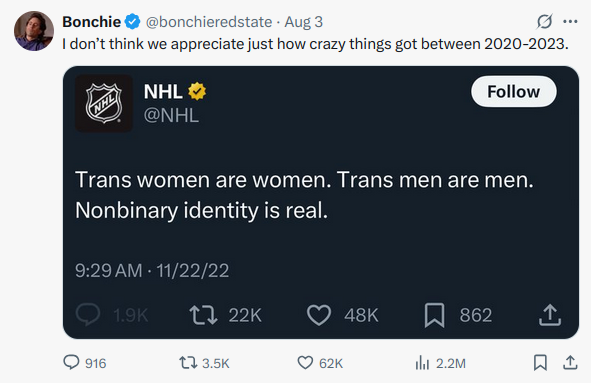 Bonchie @bonchieredstate · Aug 3
I don’t think we appreciate just how crazy things got between 2020-2023.
NHL
NHL
Follow
@NHL
Trans women are women. Trans men are men.
Nonbinary identity is real.
9:29 AM · 11/22/22
1.9K 22K 48K 862
916 3.5K 62K 2.2M